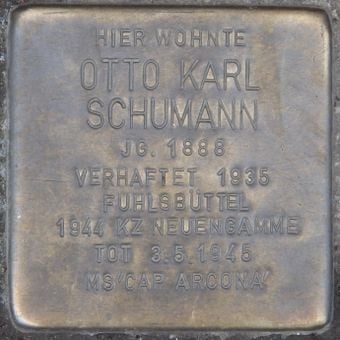 HIER WOHNTE
OTTO KARL
SCHUMANN
JG. 1888
VERHAFTET 1935
FUHLSBÜTTEL
1944 KZ NEUENGAMME
TOT 3.5.1945
MS'CAP ARCONA'